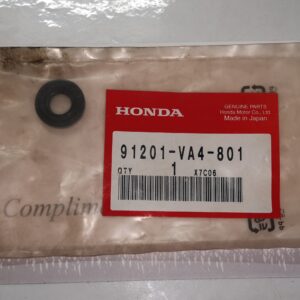 HONDA
GENUINE PARTS
Honda Motor Co., Ltd.
Made in Japan
91201-VA4-801
QTY 1 X7C06
Complim